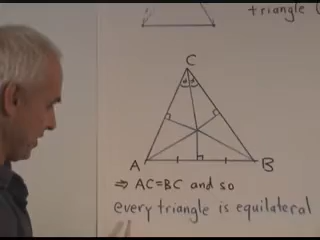 triangle
C
α α
A
B
⇒ AC=BC and so
every triangle is equilateral